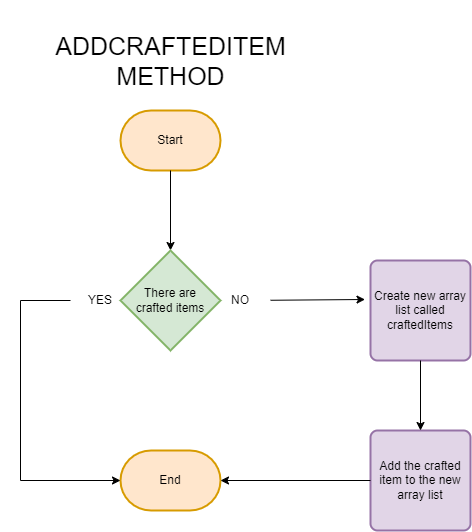 ADDCRAFTEDITEM
METHOD
Start
There are
crafted items
YES
NO
Create new array
list called
craftedItems
Add the crafted
item to the new
array list
End